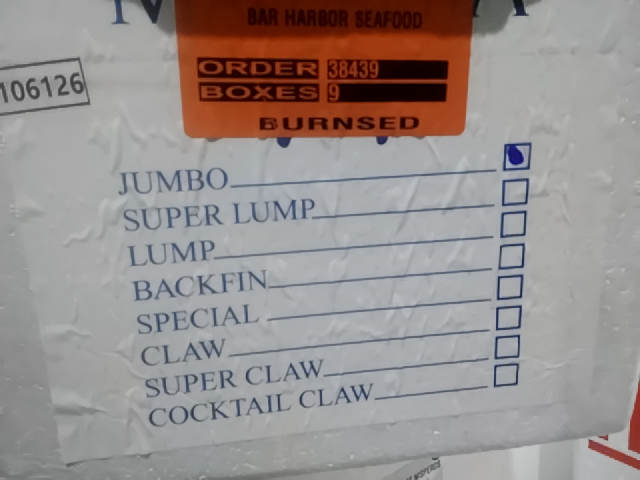 BAR HARBOR SEAFOOD
ORDER 38439
BOXES 9
BURNSED
106126
JUMBO
SUPER LUMP
LUMP
BACKFIN
SPECIAL
CLAW
SUPER CLAW
COCKTAIL CLAW